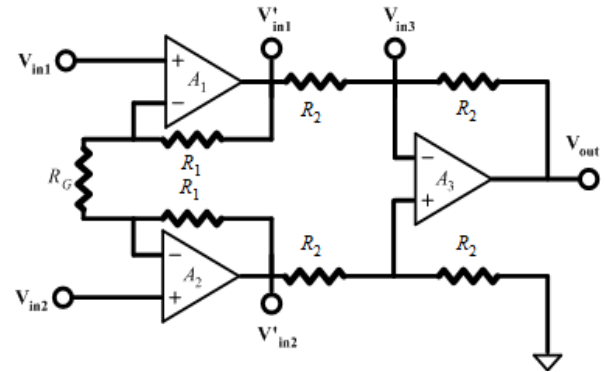 V'in1
Vin3
Vin1
+
A1
−
R2
R2
R1
RG
R1
Vout
−
A3
+
−
A2
R2
R2
Vin2
+
V'in2